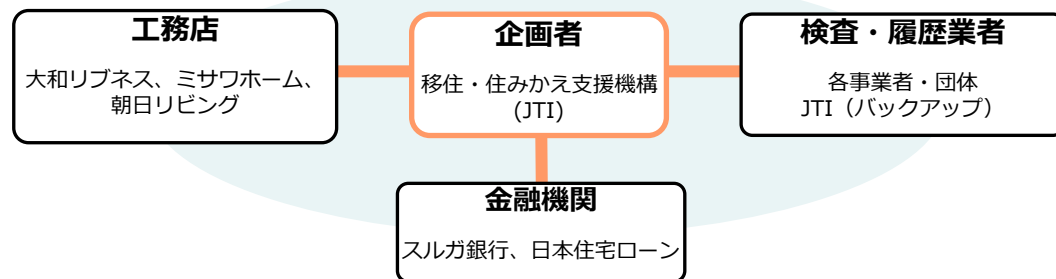 工務店
大和リブネス、ミサワホーム、
朝日リビング
企画者
移住・住みかえ支援機構
(JTI)
検査・履歴業者
各事業者・団体
JTI（バックアップ）
金融機関
スルガ銀行、日本住宅ローン